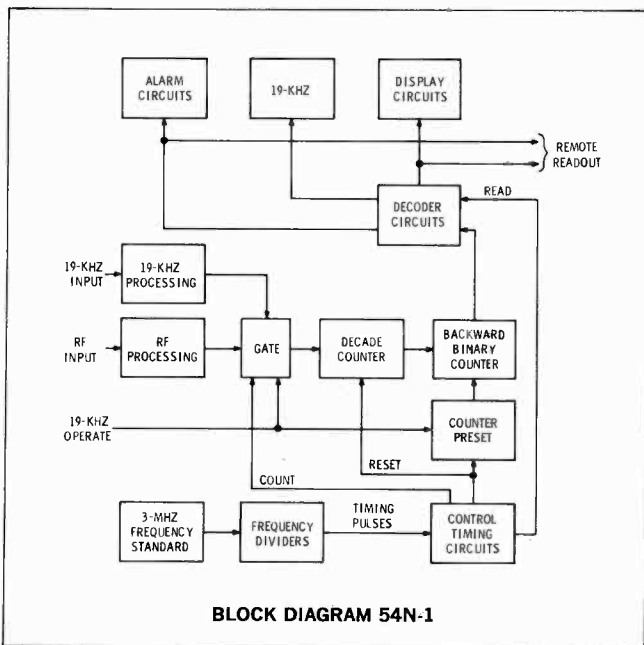 ALARM
CIRCUITS
19-KHZ
DISPLAY
CIRCUITS
REMOTE
READOUT
READ
DECODER
CIRCUITS
19-KHZ
INPUT
19-KHZ
PROCESSING
RF
INPUT
RF
PROCESSING
GATE
DECADE
COUNTER
BACKWARD
BINARY
COUNTER
19-KHZ
OPERATE
COUNTER
PRESET
RESET
COUNT
3-MHZ
FREQUENCY
STANDARD
FREQUENCY
DIVIDERS
TIMING
PULSES
CONTROL
TIMING
CIRCUITS
BLOCK DIAGRAM 54N-1